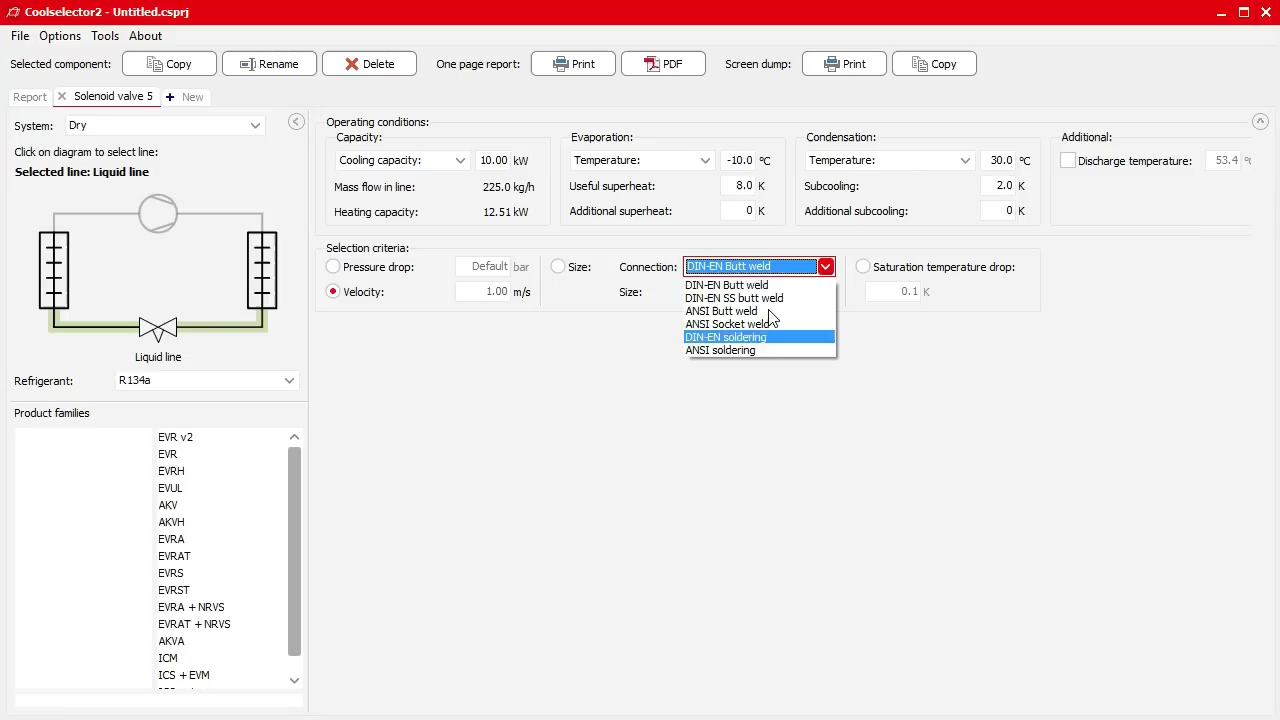 Coolselector2 - Untitled.csprj
File Options Tools About
Selected component: Copy Rename Delete One page report: Print PDF Screen dump: Print Copy
Report Solenoid valve 5 New
System: Dry
Click on diagram to select line:
Selected line: Liquid line
Liquid line
Refrigerant: R134a
Product families
EVR v2
EVR
EVRH
EVUL
AKV
AKVH
EVRA
EVRAT
EVRS
EVRST
EVRA + NRVS
EVRAT + NRVS
AKVA
ICM
ICS + EVM
Operating conditions:
Capacity:
Cooling capacity: 10.00 kW
Mass flow in line: 225.0 kg/h
Heating capacity: 12.51 kW
Evaporation:
Temperature: -10.0 °C
Useful superheat: 8.0 K
Additional superheat: 0 K
Condensation:
Temperature: 30.0 °C
Subcooling: 2.0 K
Additional subcooling: 0 K
Additional:
Discharge temperature: 53.4
Selection criteria:
Pressure drop: Default bar
Velocity: 1.00 m/s
Size: Connection: DIN-EN Butt weld
Size:
DIN-EN Butt weld
DIN-EN SS butt weld
ANSI Butt weld
ANSI Socket weld
DIN-EN soldering
ANSI soldering
Saturation temperature drop:
0.1 K